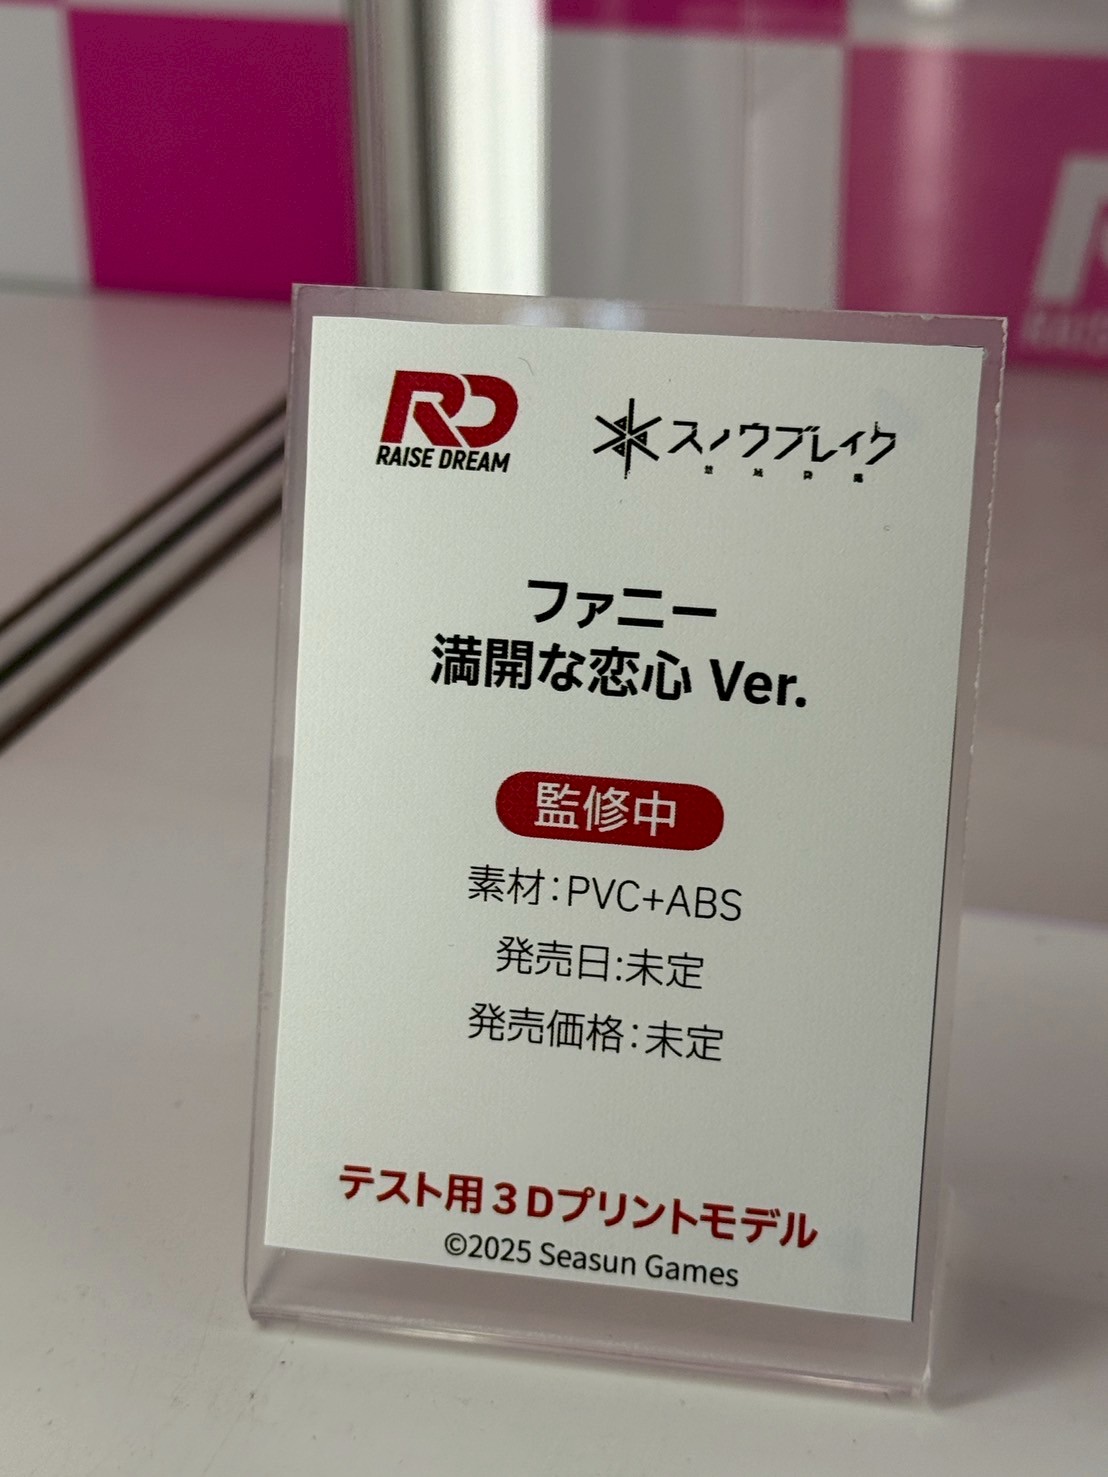 RD
RAISE DREAM
スノウブレイク
ファニー
満開な恋心 Ver.
監修中
素材:PVC+ABS
発売日:未定
発売価格:未定
テスト用3Dプリントモデル
©2025 Seasun Games